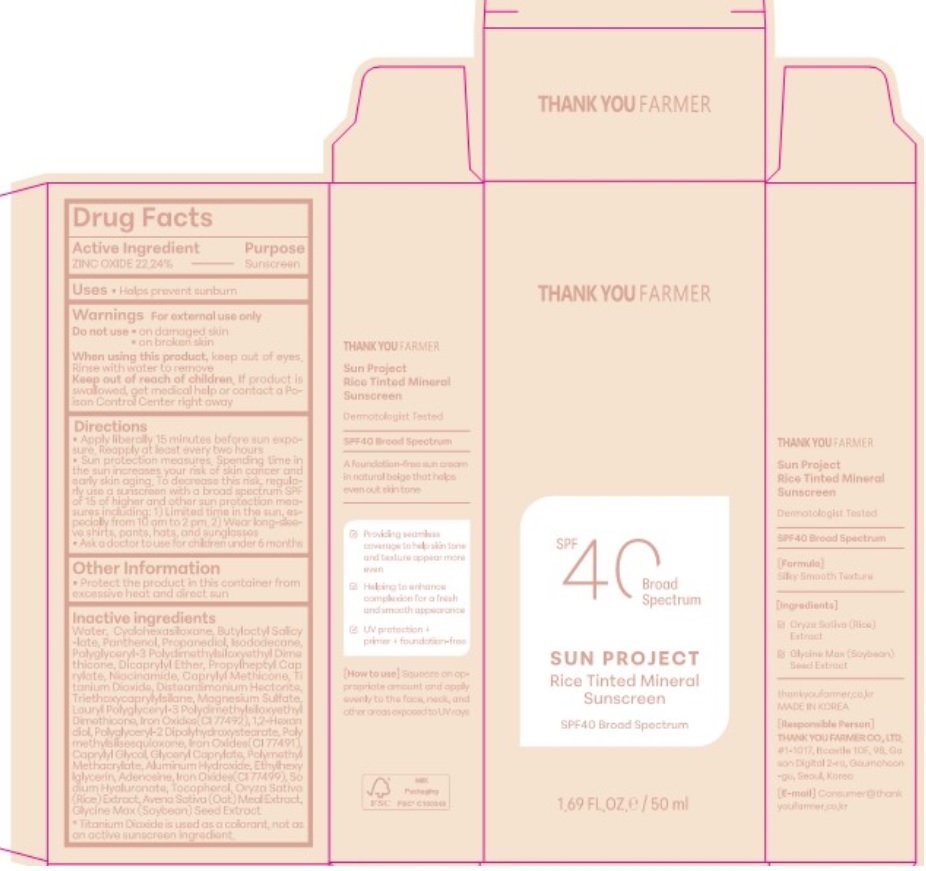 THANK YOU FARMER
Drug Facts
Active Ingredient Purpose
ZINC OXIDE 22.24% Sunscreen
Uses • Helps prevent sunburn
Warnings For external use only
Do not use • on damaged skin
• on broken skin
When using this product, keep out of eyes.
Rinse with water to remove
Keep out of reach of children. If product is
swallowed, get medical help or contact a Po-
ison Control Center right away
Directions
• Apply liberally 15 minutes before sun expo-
sure. Reapply at least every two hours
• Sun protection measures. Spending time in
the sun increases your risk of skin cancer and
early skin aging. To decrease this risk, regula-
rly use a sunscreen with a broad spectrum SPF
of 15 of higher and other sun protection mea-
sures including: 1) Limited time in the sun, es-
pecially from 10 am to 2 pm. 2) Wear long-slee-
ve shirts, pants, hats, and sunglasses
• Ask a doctor to use for children under 6 months
Other Information
• Protect the product in this container from
excessive heat and direct sun
Inactive ingredients
Water, Cyclohexasiloxane, Butyloctyl Salicy
-late, Panthenol, Propanediol, Isododecane,
Polyglyceryl-3 Polydimethylsiloxyethyl Dime
thicone, Dicaprylyl Ether, Propylheptyl Cap
rylate, Niacinamide, Caprylyl Methicone, Ti
tanium Dioxide, Disteardimonium Hectorite,
Triethoxycaprylylsilane, Magnesium Sulfate,
Lauryl Polyglyceryl-3 Polydimethylsiloxyethyl
Dimethicone, Iron Oxides(CI 77492), 1,2-Hexan
diol, Polyglyceryl-2 Dipolyhydroxystearate, Poly
methylsilsesquioxane, Iron Oxides(CI 77491),
Caprylyl Glycol, Glyceryl Caprylate, Polymethyl
Methacrylate, Aluminum Hydroxide, Ethylhexy
lglycerin, Adenosine, Iron Oxides(CI 77499), So
dium Hyaluronate, Tocopherol, Oryza Sativa
(Rice) Extract, Avena Sativa (Oat) Meal Extract,
Glycine Max (Soybean) Seed Extract
* Titanium Dioxide is used as a colorant, not as
an active sunscreen ingredient.
THANK YOU FARMER
Sun Project
Rice Tinted Mineral
Sunscreen
Dermatologist Tested
SPF40 Broad Spectrum
A foundation-free sun cream
in natural beige that helps
even out skin tone
Providing seamless
coverage to help skin tone
and texture appear more
even
Helping to enhance
complexion for a fresh
and smooth appearance
UV protection +
primer + foundation-free
[How to use] Squeeze an ap-
propriate amount and apply
evenly to the face, neck, and
other areas exposed to UV rays
FSC
MIX
Packaging
THANK YOU FARMER
SPF
40
Broad
Spectrum
SUN PROJECT
Rice Tinted Mineral
Sunscreen
SPF40 Broad Spectrum
1.69 FL.OZ.℮ / 50 ml
THANK YOU FARMER
Sun Project
Rice Tinted Mineral
Sunscreen
Dermatologist Tested
SPF40 Broad Spectrum
[Formula]
Silky Smooth Texture
[Ingredients]
Oryza Sativa (Rice)
Extract
Glycine Max (Soybean)
Seed Extract
thankyoufarmer.co.kr
MADE IN KOREA
[Responsible Person]
THANK YOU FARMER CO., LTD.
#1-1017, 10F, 98, Ga
san Digital 2-ro, Geumcheon
-gu, Seoul, Korea
[E-mail] Consumer@thank
youfarmer.co.kr